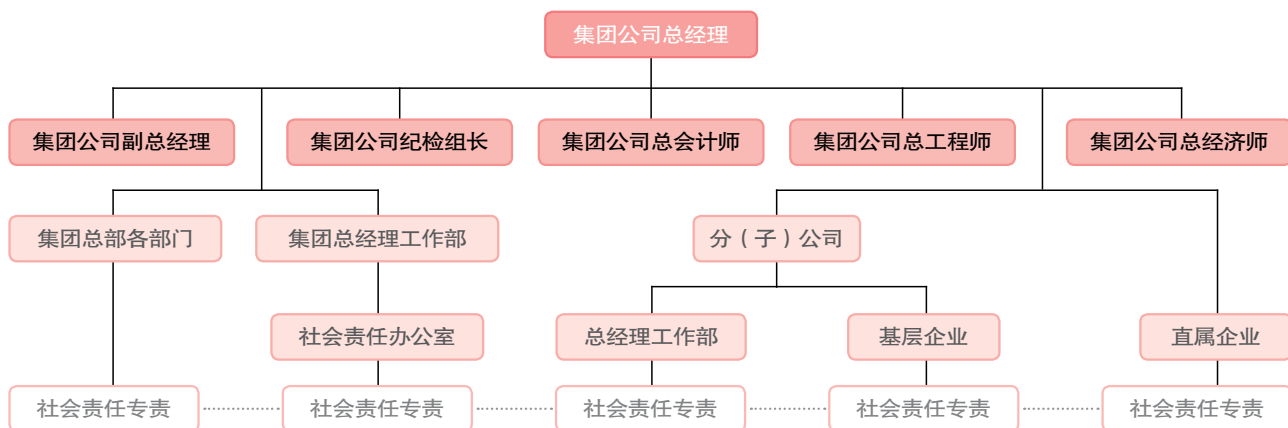 集团公司总经理
集团公司副总经理
集团公司纪检组长
集团公司总会计师
集团公司总工程师
集团公司总经济师
集团总部各部门
集团总经理工作部
分（子）公司
社会责任办公室
总经理工作部
基层企业
直属企业
社会责任专责
社会责任专责
社会责任专责
社会责任专责
社会责任专责